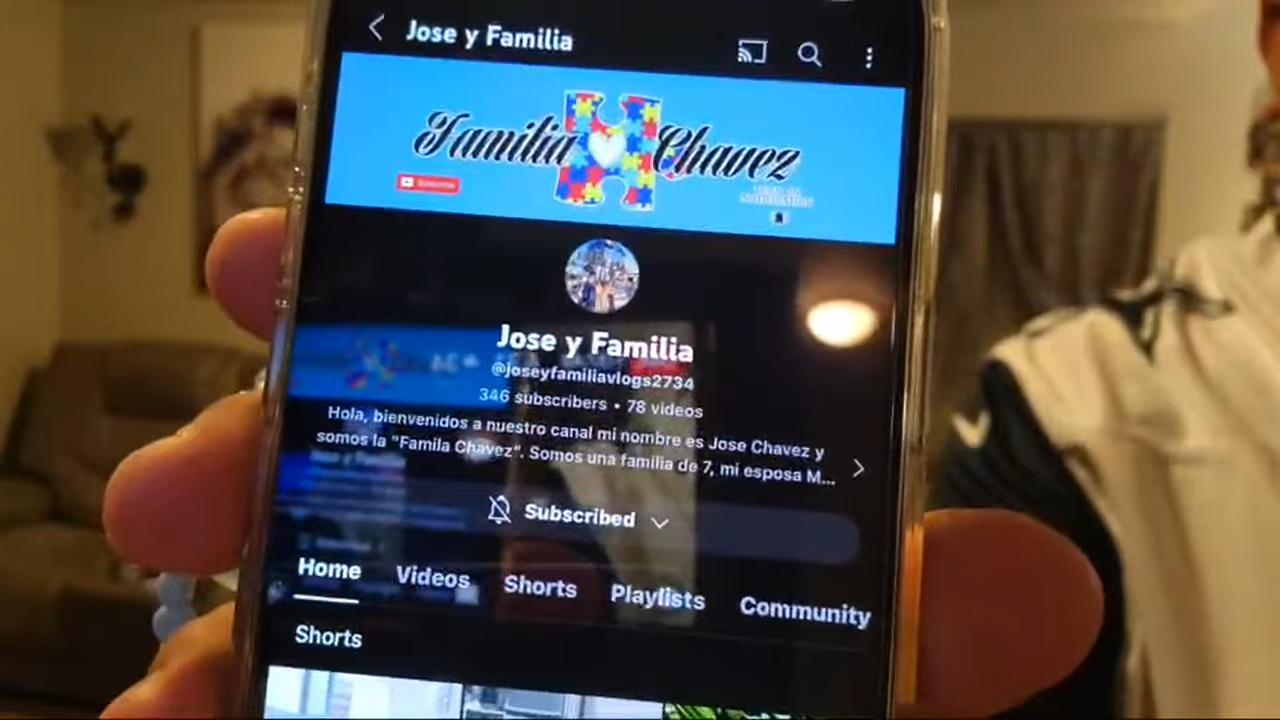 Jose y Familia
Familia Chavez
Subscribe
Jose y Familia
@joseyfamiliavlogs2734
346 subscribers • 78 videos
Hola, bienvenidos a nuestro canal mi nombre es Jose Chavez y
somos la "Famila Chavez". Somos una familia de 7, mi esposa M...
Subscribed
Home Videos Shorts Playlists Community
Shorts